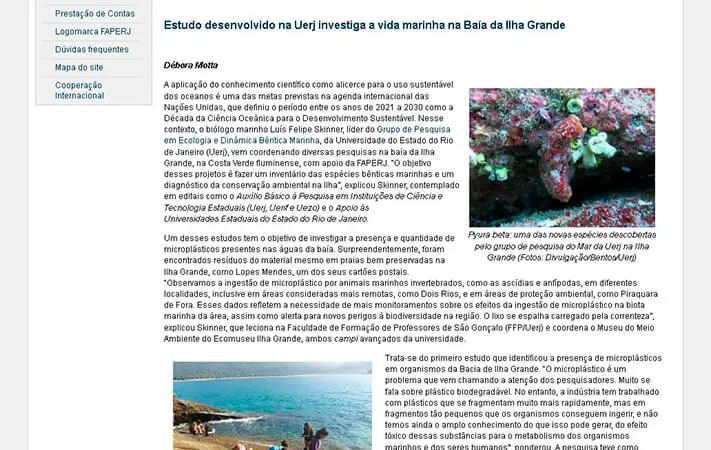 Prestação de Contas
Logomarca FAPERJ
Dúvidas frequentes
Mapa do site
Cooperação
Internacional
Estudo desenvolvido na Uerj investiga a vida marinha na Baía da Ilha Grande
Débora Motta
A aplicação do conhecimento científico como alicerce para o uso sustentável
dos oceanos é uma das metas previstas na agenda internacional das
Nações Unidas, que definiu o período entre os anos de 2021 a 2030 como a
Década da Ciência Oceânica para o Desenvolvimento Sustentável. Nesse
contexto, o biólogo marinho Luís Felipe Skinner, líder do Grupo de Pesquisa
em Ecologia e Dinâmica Bêntica Marinha, da Universidade do Estado do Rio
de Janeiro (Uerj), vem coordenando diversas pesquisas na baía da Ilha
Grande, na Costa Verde fluminense, com apoio da FAPERJ. "O objetivo
desses projetos é fazer um inventário das espécies bênticas marinhas e um
diagnóstico da conservação ambiental na Ilha", explicou Skinner, contemplado
em editais como o Auxílio Básico à Pesquisa em Instituições de Ciência e
Tecnologia Estaduais (Uerj, Uenf e Uezo) e o Apoio às
Universidades Estaduais do Estado do Rio de Janeiro.
Pyura beta: uma das novas espécies descobertas
pelo grupo de pesquisa do Mar da Uerj na Ilha
Grande (Fotos: Divulgação/Bentos/Uerj)
Um desses estudos tem o objetivo de investigar a presença e quantidade de
microplásticos presentes nas águas da baía. Surpreendentemente, foram
encontrados resíduos do material mesmo em praias bem preservadas na
Ilha Grande, como Lopes Mendes, um dos seus cartões postais.
"Observamos a ingestão de microplástico por animais marinhos invertebrados, como as ascídias e anfípodas, em diferentes
localidades, inclusive em áreas consideradas mais remotas, como Dois Rios, e em áreas de proteção ambiental, como Piraquara
de Fora. Esses dados refletem a necessidade de mais monitoramentos sobre os efeitos da ingestão de microplástico na biota
marinha da área, assim como alerta para novos perigos à biodiversidade na região. O lixo se espalha carregado pela correnteza",
explicou Skinner, que leciona na Faculdade de Formação de Professores de São Gonçalo (FFP/Uerj) e coordena o Museu do Meio
Ambiente do Ecomuseu Ilha Grande, ambos campi avançados da universidade.
Trata-se do primeiro estudo que identificou a presença de microplásticos
em organismos da Bacia de Ilha Grande. "O microplástico é um
problema que vem chamando a atenção dos pesquisadores. Muito se
fala sobre plástico biodegradável. No entanto, a indústria tem trabalhado
com plásticos que se fragmentam muito mais rapidamente, mas em
fragmentos tão pequenos que os organismos conseguem ingerir, e não
temos ainda o amplo conhecimento do que isso pode gerar, do efeito
tóxico dessas substâncias para o metabolismo dos organismos
marinhos e dos seres humanos", ponderou. A pesquisa teve como